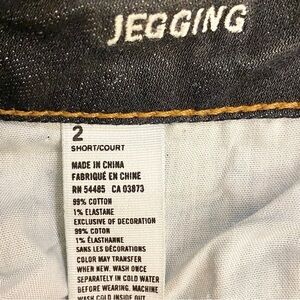 JEGGING
2
SHORT/COURT
MADE IN CHINA
FABRIQUÉ EN CHINE
RN 54485 CA 03873
99% COTTON
1% ELASTANE
EXCLUSIVE OF DECORATION
99% COTON
1% ÉLASTHANNE
SANS LES DÉCORATIONS
COLOR MAY TRANSFER
WHEN NEW. WASH ONCE
SEPARATELY IN COLD WATER
BEFORE WEARING. MACHINE
WASH COLD INSIDE OUT